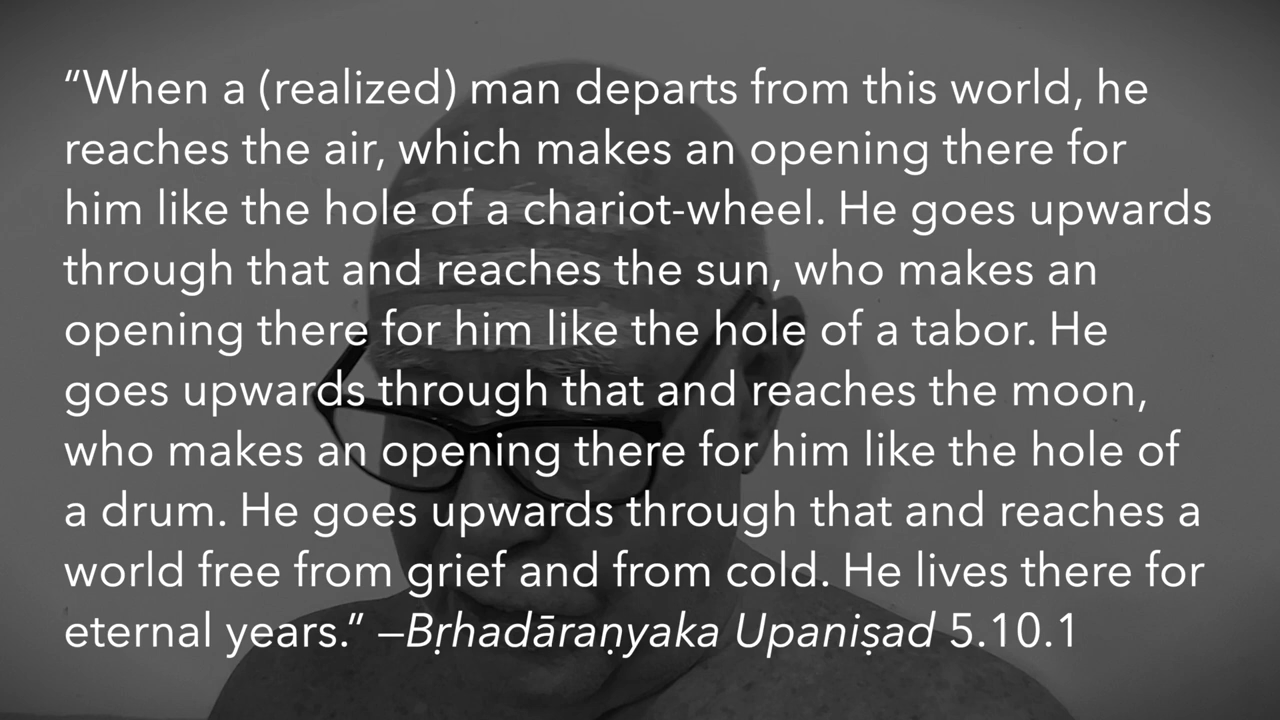 “When a (realized) man departs from this world, he
reaches the air, which makes an opening there for
him like the hole of a chariot-wheel. He goes upwards
through that and reaches the sun, who makes an
opening there for him like the hole of a tabor. He
goes upwards through that and reaches the moon,
who makes an opening there for him like the hole of
a drum. He goes upwards through that and reaches a
world free from grief and from cold. He lives there for
eternal years.” –Bṛhadāraṇyaka Upaniṣad 5.10.1